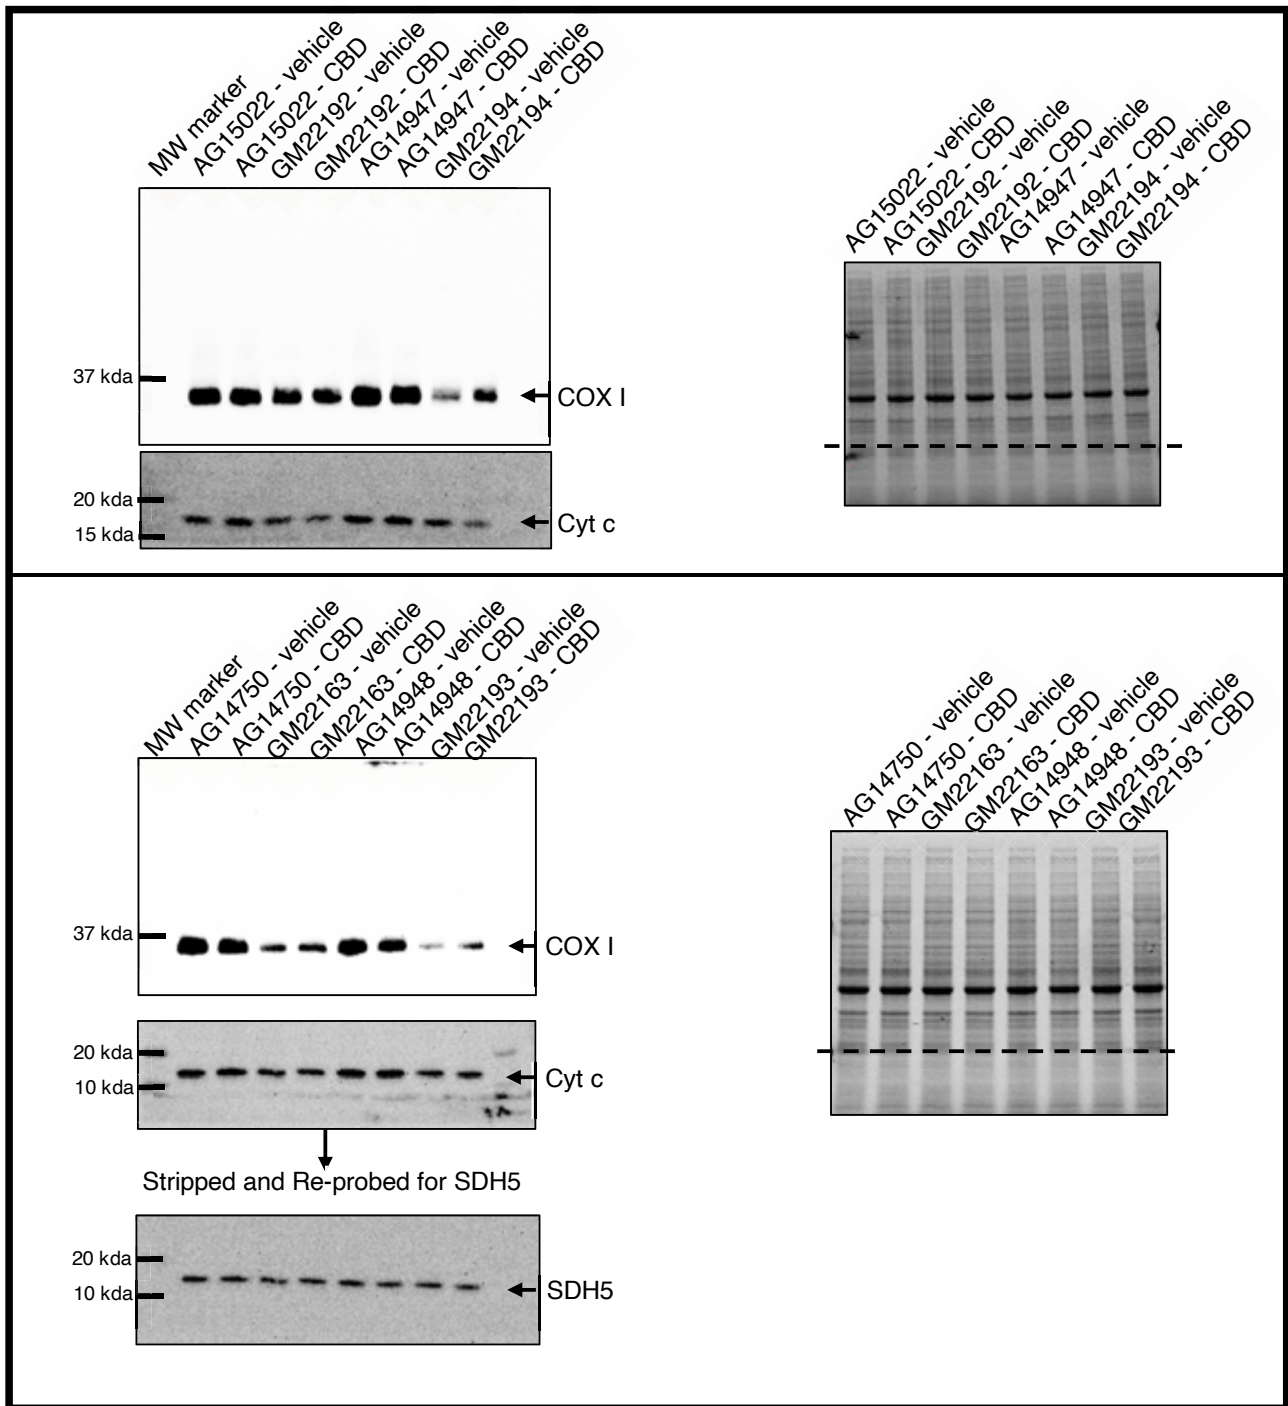 MW marker
AG15022 - vehicle
AG15022 - CBD
GM22192 - vehicle
GM22192 - CBD
AG14947 - vehicle
AG14947 - CBD
GM22194 - vehicle
GM22194 - CBD
37 kda
COX I
20 kda
15 kda
Cyt c
AG15022 - vehicle
AG15022 - CBD
GM22192 - vehicle
GM22192 - CBD
AG14947 - vehicle
AG14947 - CBD
GM22194 - vehicle
GM22194 - CBD
MW marker
AG14750 - vehicle
AG14750 - CBD
GM22163 - vehicle
GM22163 - CBD
AG14948 - vehicle
AG14948 - CBD
GM22193 - vehicle
GM22193 - CBD
37 kda
COX I
20 kda
10 kda
Cyt c
Stripped and Re-probed for SDH5
20 kda
10 kda
SDH5
AG14750 - vehicle
AG14750 - CBD
GM22163 - vehicle
GM22163 - CBD
AG14948 - vehicle
AG14948 - CBD
GM22193 - vehicle
GM22193 - CBD